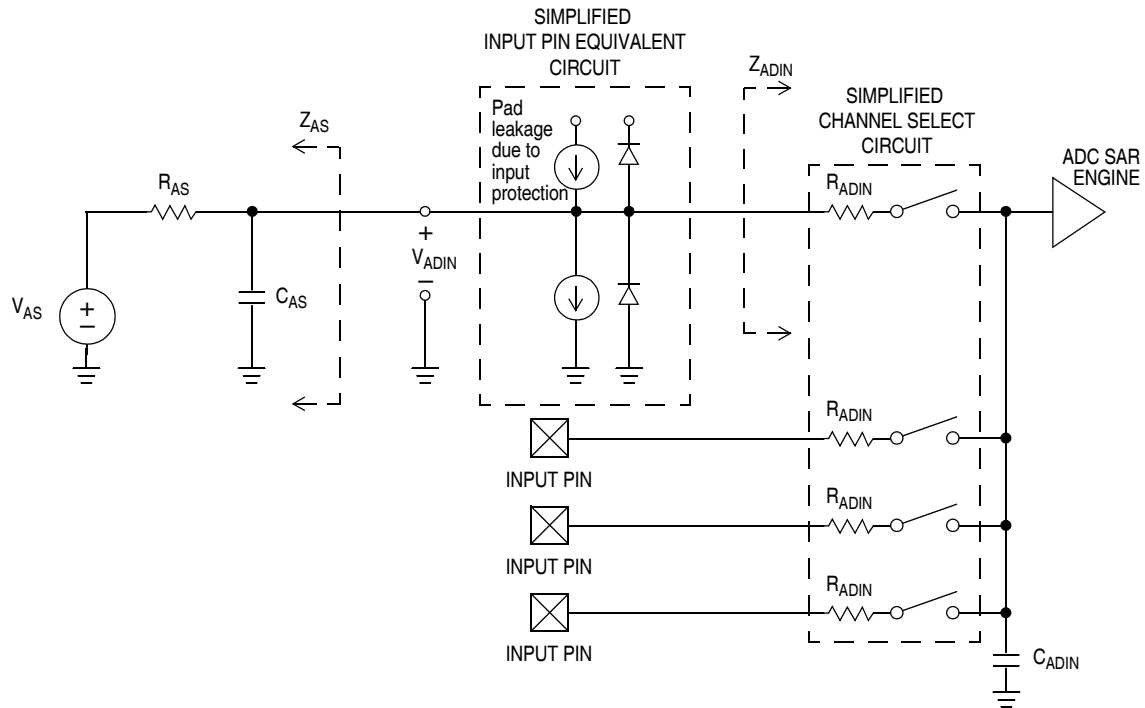 SIMPLIFIED
INPUT PIN EQUIVALENT
CIRCUIT
Z_ADIN
SIMPLIFIED
CHANNEL SELECT
CIRCUIT
Pad
leakage
due to
input
protection
Z_AS
ADC SAR
ENGINE
R_AS
R_ADIN
+
V_ADIN
–
C_AS
V_AS
+
–
R_ADIN
INPUT PIN
R_ADIN
INPUT PIN
R_ADIN
INPUT PIN
C_ADIN